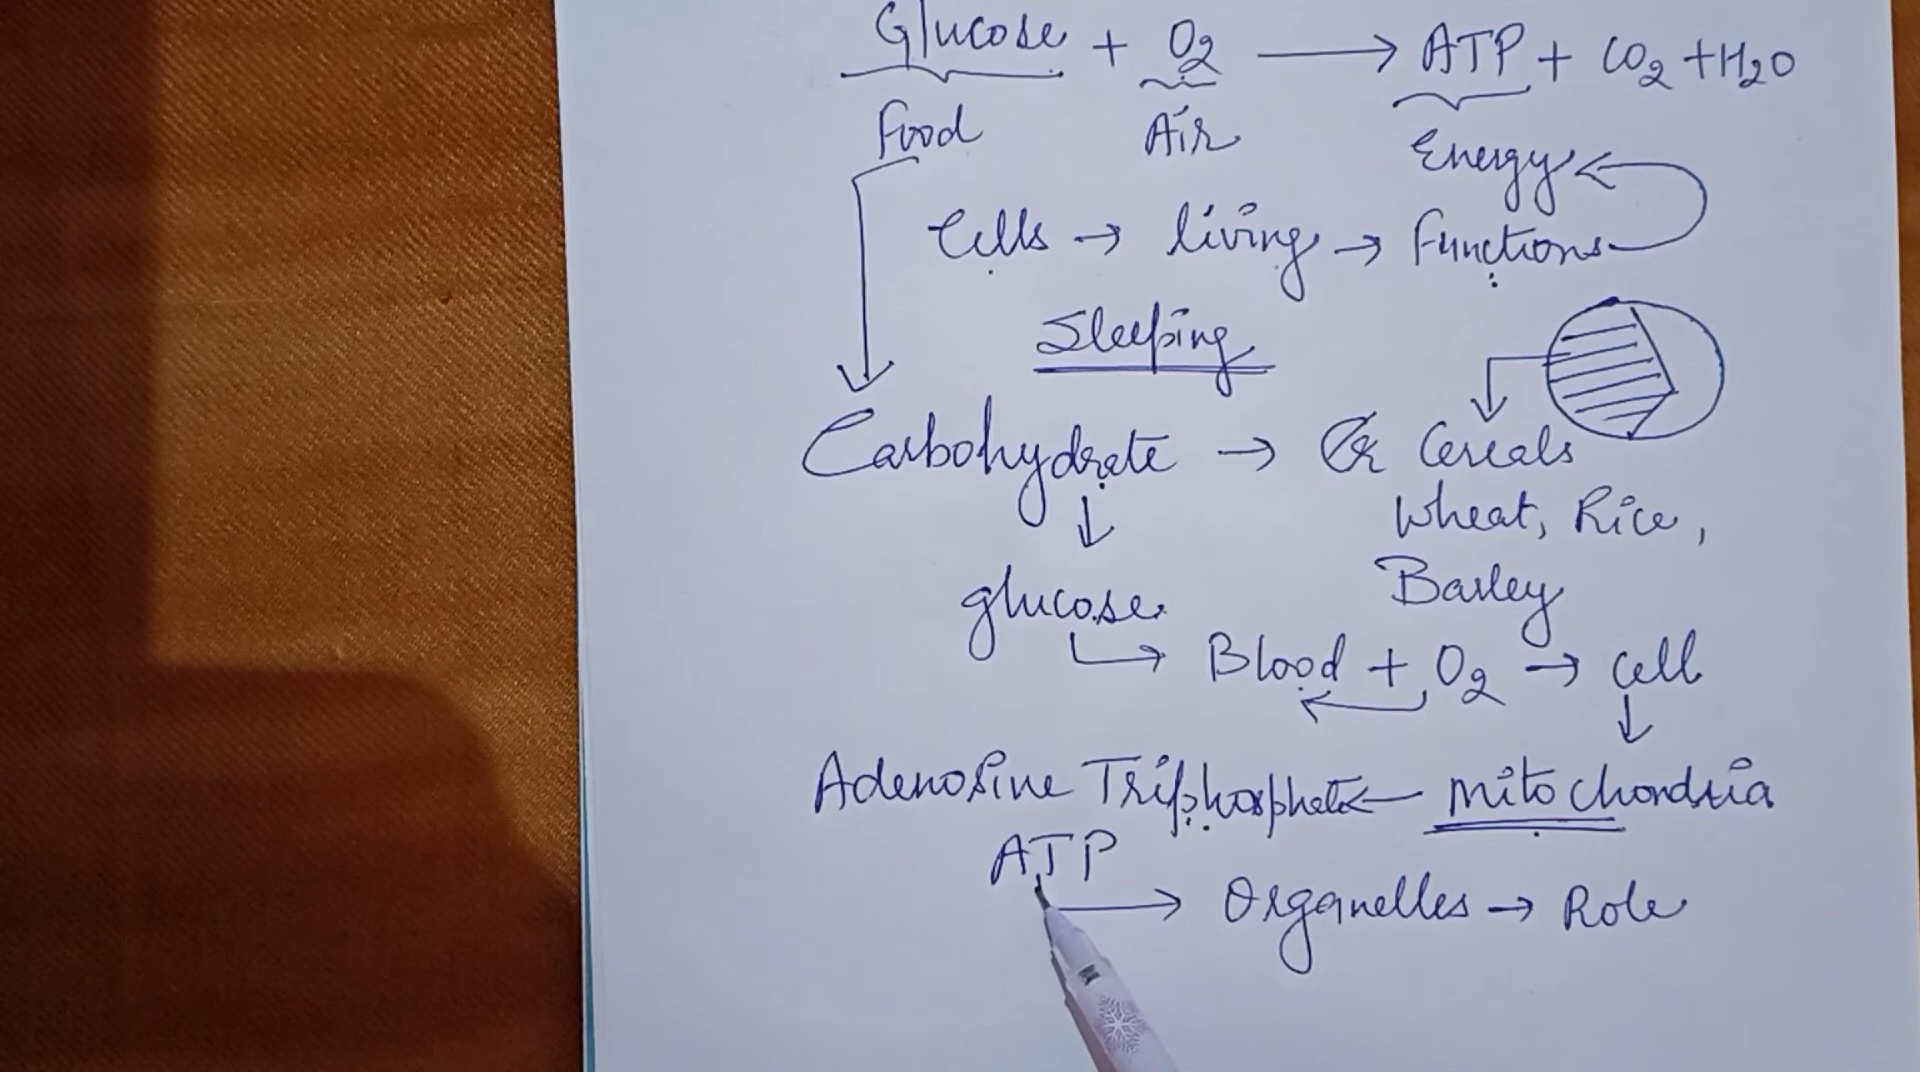 Glucose + O2 → ATP + CO2 + H2O
Food Air Energy
Cells → living → Functions
Sleeping
Carbohydrate → Cereals
Wheat, Rice,
Barley
glucose
Blood + O2 → cell
Adenosine Triphosphate ← Mitochondria
ATP
→ Organelles → Role